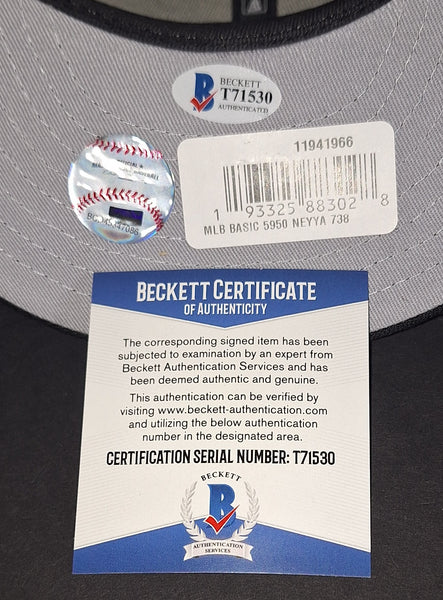 BECKETT
T71530
AUTHENTICATED
11941966
1 93325 88302 8
MLB BASIC 5950 NEYYA 738
BECKETT CERTIFICATE
OF AUTHENTICITY
The corresponding signed item has been
subjected to examination by an expert from
Beckett Authentication Services and has
been deemed authentic and genuine.
This authentication can be verified by
visiting www.beckett-authentication.com
and utilizing the below authentication
number in the designated area.
CERTIFICATION SERIAL NUMBER: T71530
BECKETT
B
AUTHENTICATION
SERVICES